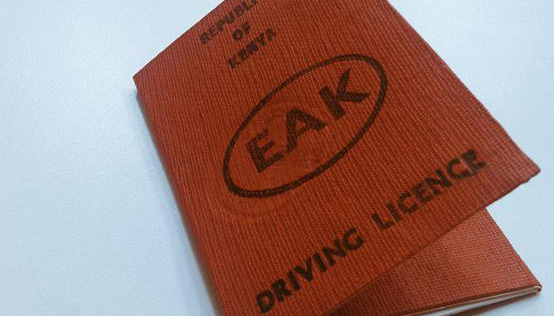 REPUBLIC
OF
KENYA
EAK
DRIVING LICENCE